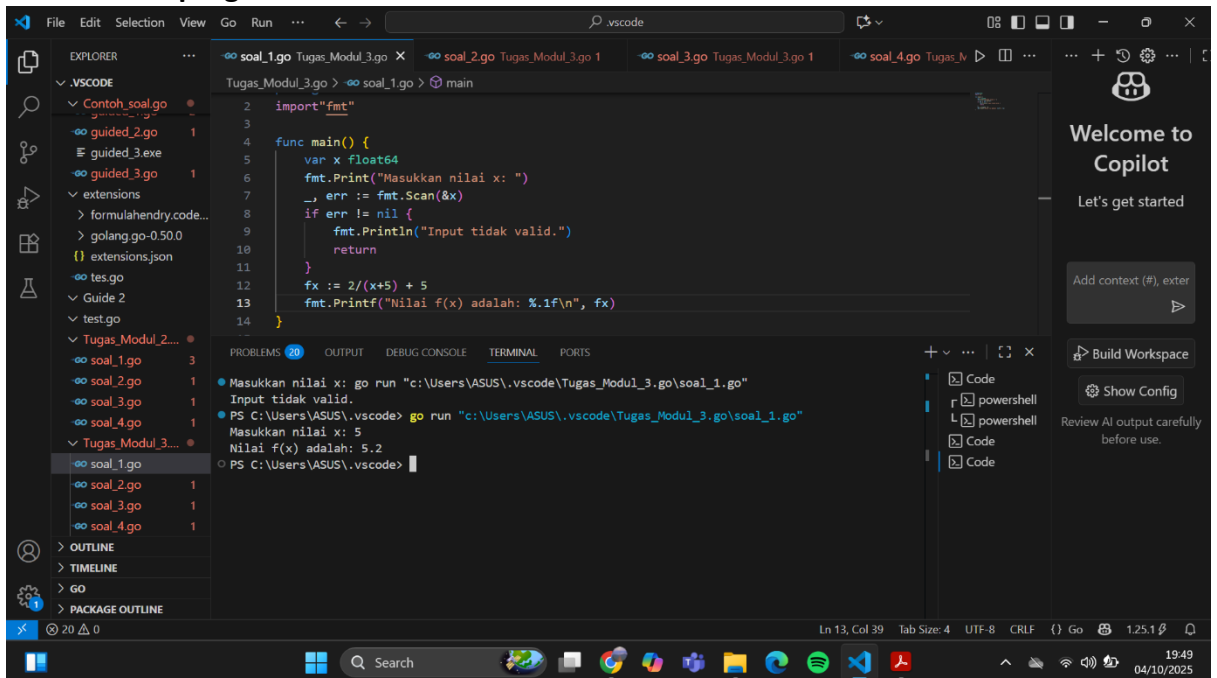 File Edit Selection View Go Run ··· ← → .vscode
EXPLORER ···
.VSCODE
Contoh_soal.go
guided_2.go 1
guided_3.exe
guided_3.go 1
extensions
formulahendry.code...
golang.go-0.50.0
{} extensions.json
tes.go
Guide 2
test.go
Tugas_Modul_2....
soal_1.go 3
soal_2.go 1
soal_3.go 1
soal_4.go 1
Tugas_Modul_3....
soal_1.go
soal_2.go 1
soal_3.go 1
soal_4.go 1
OUTLINE
TIMELINE
GO
PACKAGE OUTLINE
soal_1.go Tugas_Modul_3.go soal_2.go Tugas_Modul_3.go 1 soal_3.go Tugas_Modul_3.go 1 soal_4.go Tugas_M
Tugas_Modul_3.go > soal_1.go > main
2 import"fmt"
3
4 func main() {
5 var x float64
6 fmt.Print("Masukkan nilai x: ")
7 _, err := fmt.Scan(&x)
8 if err != nil {
9 fmt.Println("Input tidak valid.")
10 return
11 }
12 fx := 2/(x+5) + 5
13 fmt.Printf("Nilai f(x) adalah: %.1f\n", fx)
14 }
PROBLEMS 20 OUTPUT DEBUG CONSOLE TERMINAL PORTS
Masukkan nilai x: go run "c:\Users\ASUS\.vscode\Tugas_Modul_3.go\soal_1.go"
Input tidak valid.
PS C:\Users\ASUS\.vscode> go run "c:\Users\ASUS\.vscode\Tugas_Modul_3.go\soal_1.go"
Masukkan nilai x: 5
Nilai f(x) adalah: 5.2
PS C:\Users\ASUS\.vscode>
Code
powershell
powershell
Code
Code
Welcome to
Copilot
Let's get started
Add context (#), exter
Build Workspace
Show Config
Review AI output carefully
before use.
20 0 Ln 13, Col 39 Tab Size: 4 UTF-8 CRLF {} Go 1.25.1
1
Search
19:49
04/10/2025